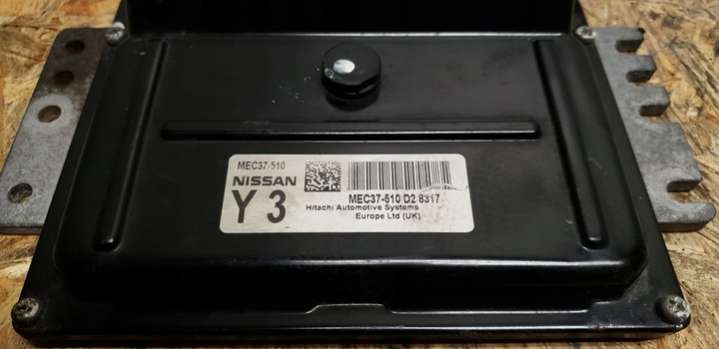 MEC37-510
NISSAN
Y 3
MEC37-510 D2 8317
Hitachi Automotive Systems
Europe Ltd (UK)